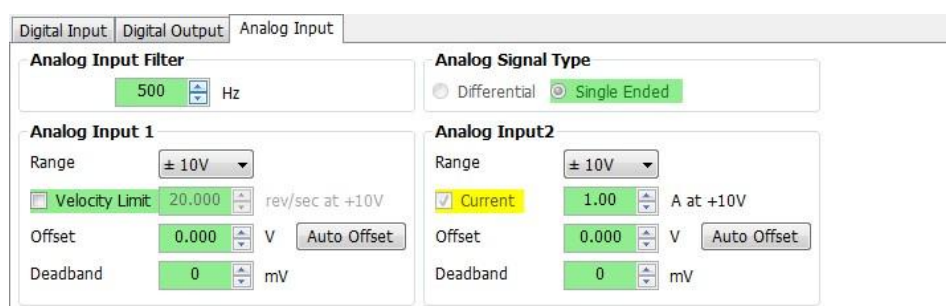 Digital Input Digital Output Analog Input
Analog Input Filter
500 Hz
Analog Signal Type
Differential Single Ended
Analog Input 1
Range ± 10V
Velocity Limit 20.000 rev/sec at +10V
Offset 0.000 V Auto Offset
Deadband 0 mV
Analog Input2
Range ± 10V
Current 1.00 A at +10V
Offset 0.000 V Auto Offset
Deadband 0 mV